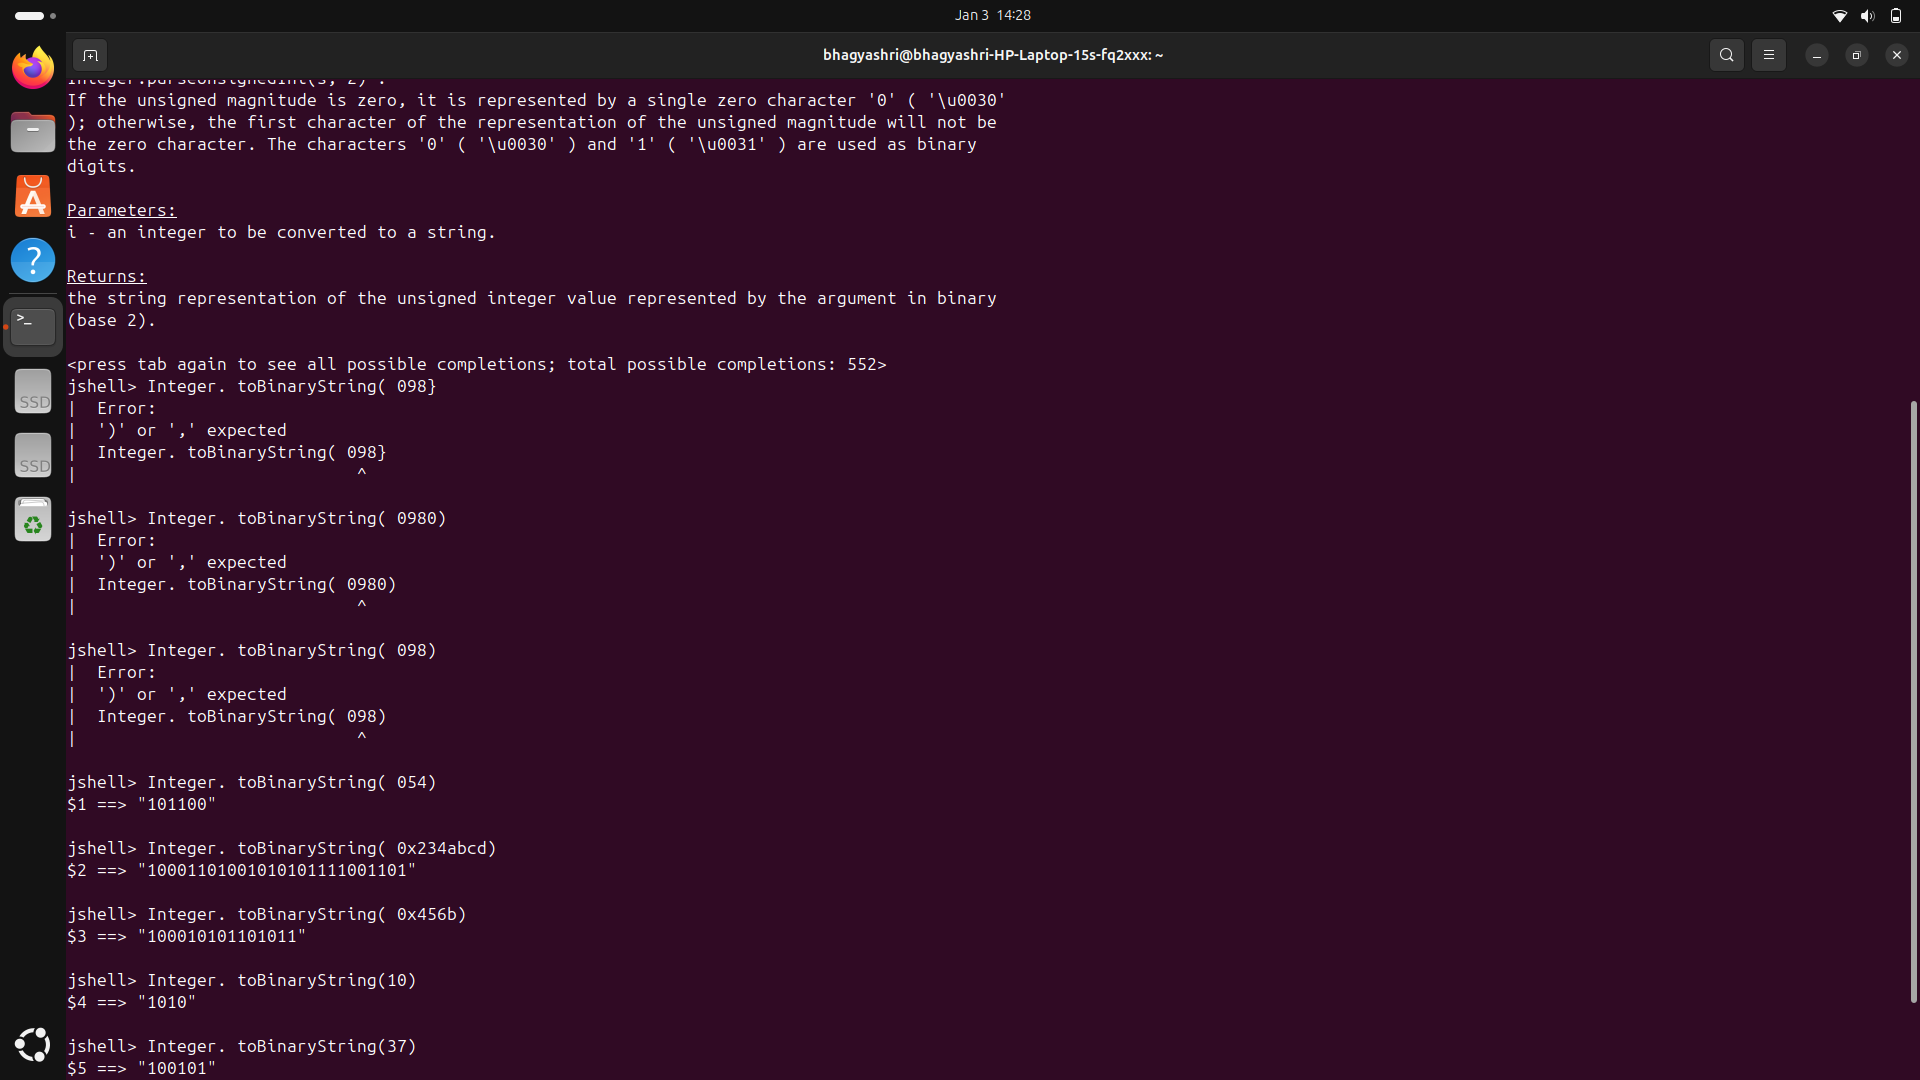 Jan 3 14:28
bhagyashri@bhagyashri-HP-Laptop-15s-fq2xxx: ~
Integer.parseUnsignedInt(s, 2) .
If the unsigned magnitude is zero, it is represented by a single zero character '0' ( '\u0030'
); otherwise, the first character of the representation of the unsigned magnitude will not be
the zero character. The characters '0' ( '\u0030' ) and '1' ( '\u0031' ) are used as binary
digits.
Parameters:
i - an integer to be converted to a string.
Returns:
the string representation of the unsigned integer value represented by the argument in binary
(base 2).
<press tab again to see all possible completions; total possible completions: 552>
jshell> Integer. toBinaryString( 098}
|  Error:
|  ')' or ',' expected
|  Integer. toBinaryString( 098}
|                            ^
jshell> Integer. toBinaryString( 0980)
|  Error:
|  ')' or ',' expected
|  Integer. toBinaryString( 0980)
|                            ^
jshell> Integer. toBinaryString( 098)
|  Error:
|  ')' or ',' expected
|  Integer. toBinaryString( 098)
|                            ^
jshell> Integer. toBinaryString( 054)
$1 ==> "101100"
jshell> Integer. toBinaryString( 0x234abcd)
$2 ==> "10001101001010101111001101"
jshell> Integer. toBinaryString( 0x456b)
$3 ==> "100010101101011"
jshell> Integer. toBinaryString(10)
$4 ==> "1010"
jshell> Integer. toBinaryString(37)
$5 ==> "100101"
>_
SSD
SSD